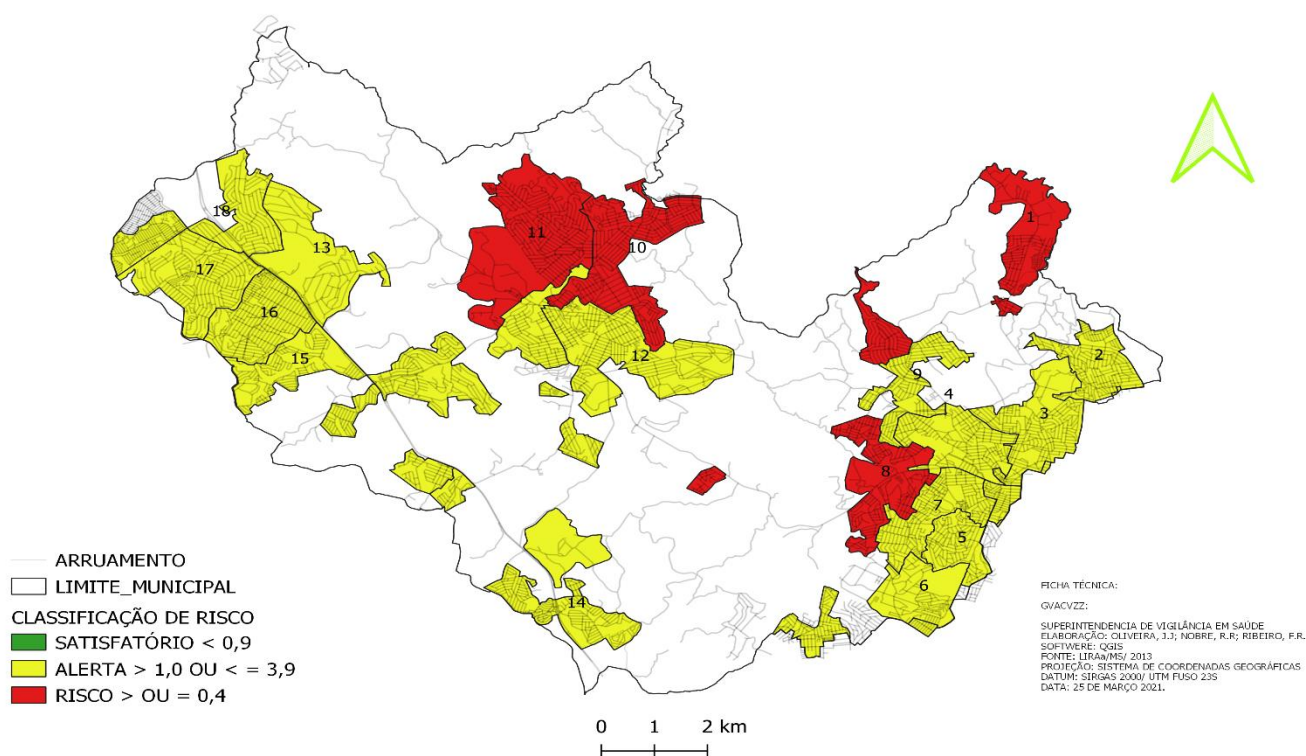 1
18
13
11
10
17
16
15
12
2
9
4
3
8
7
5
6
14
ARRUAMENTO
LIMITE_MUNICIPAL
CLASSIFICAÇÃO DE RISCO
SATISFATÓRIO < 0,9
ALERTA > 1,0 OU < = 3,9
RISCO > OU = 0,4
0 1 2 km
FICHA TÉCNICA:
GVACVZZ:
SUPERINTENDENCIA DE VIGILÂNCIA EM SAÚDE
ELABORAÇÃO: OLIVEIRA, J.J; NOBRE, R.R; RIBEIRO, F.R.
SOFTWERE: QGIS
FONTE: LIRAa/MS/ 2013
PROJEÇÃO: SISTEMA DE COORDENADAS GEOGRÁFICAS
DATUM: SIRGAS 2000/ UTM FUSO 23S
DATA: 25 DE MARÇO 2021.